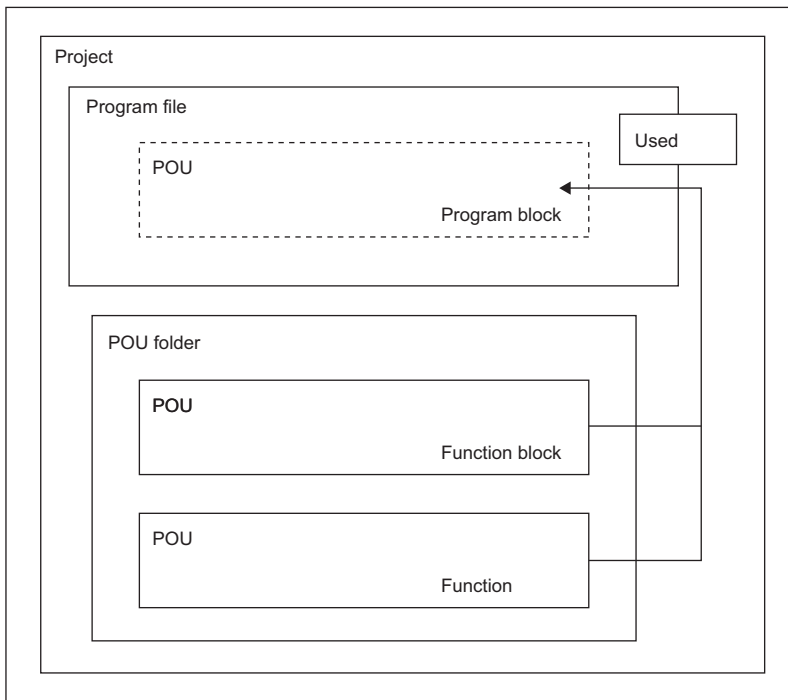 Project
Program file
Used
POU
Program block
POU folder
POU
Function block
POU
Function